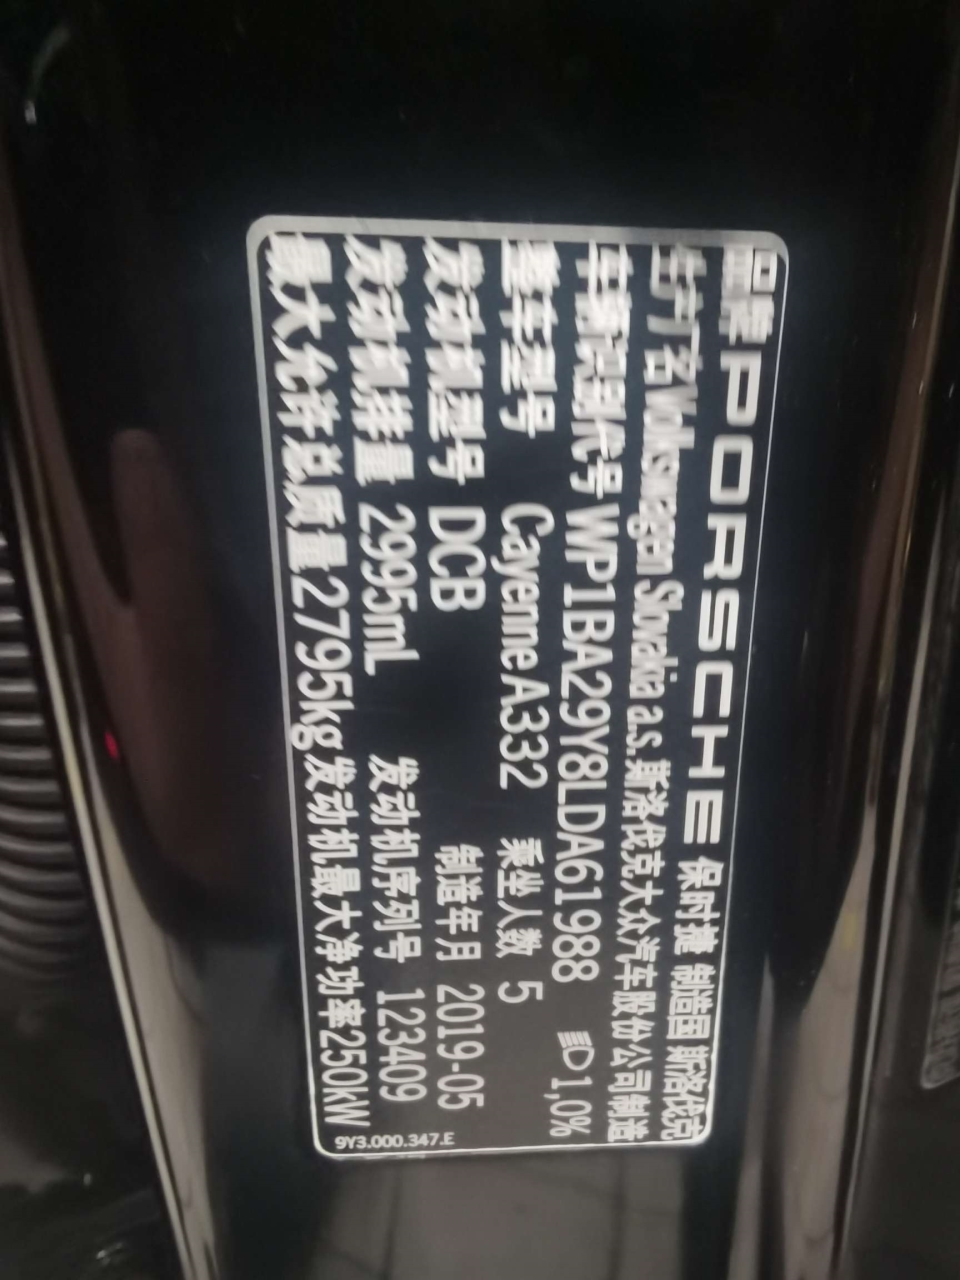 品牌 PORSCHE 保时捷 制造国 斯洛伐克
生产厂名 Volkswagen Slovakia a.s. 斯洛伐克大众汽车股份公司制造
车辆识别代号 WP1BA29Y8LDA61988 1,0%
整车型号 Cayenne A332 乘坐人数 5
发动机型号 DCB 制造年月 2019-05
发动机排量 2995mL 发动机序列号 123409
最大允许总质量 2795kg 发动机最大净功率 250kW
9Y3.000.347.E